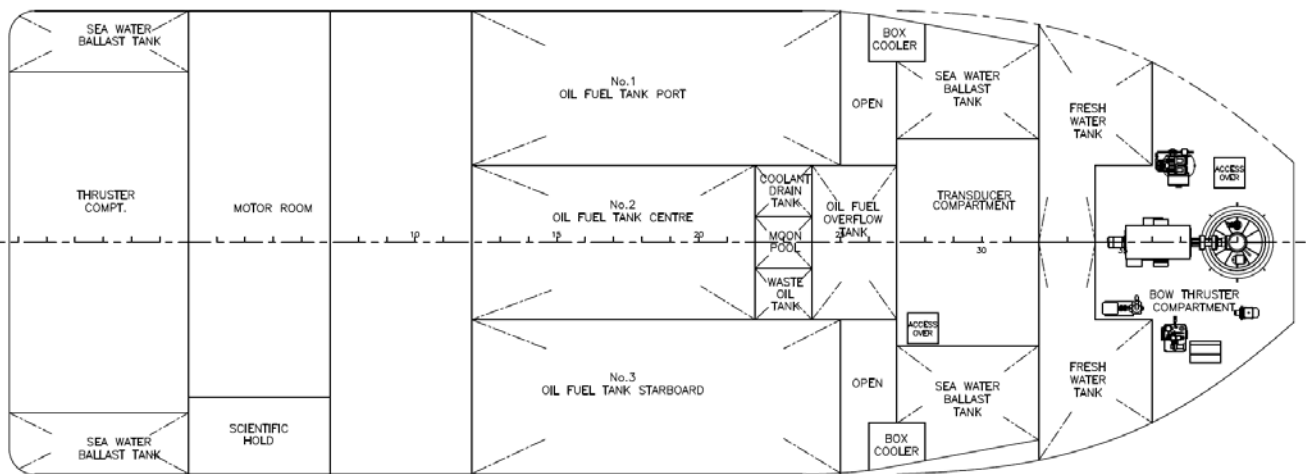 SEA WATER
BALLAST TANK
BOX
COOLER
No.1
OIL FUEL TANK PORT
SEA WATER
BALLAST
TANK
OPEN
FRESH
WATER
TANK
ACCESS
OVER
THRUSTER
COMPT.
MOTOR ROOM
No.2
OIL FUEL TANK CENTRE
COOLANT
DRAIN
TANK
OIL FUEL
OVERFLOW
TANK
TRANSDUCER
COMPARTMENT
10
15
20
MOON
POOL
25
30
35
WASTE
OIL
TANK
BOW THRUSTER
COMPARTMENT
ACCESS
OVER
No.3
OIL FUEL TANK STARBOARD
OPEN
SEA WATER
BALLAST
TANK
FRESH
WATER
TANK
SCIENTIFIC
HOLD
SEA WATER
BALLAST TANK
BOX
COOLER